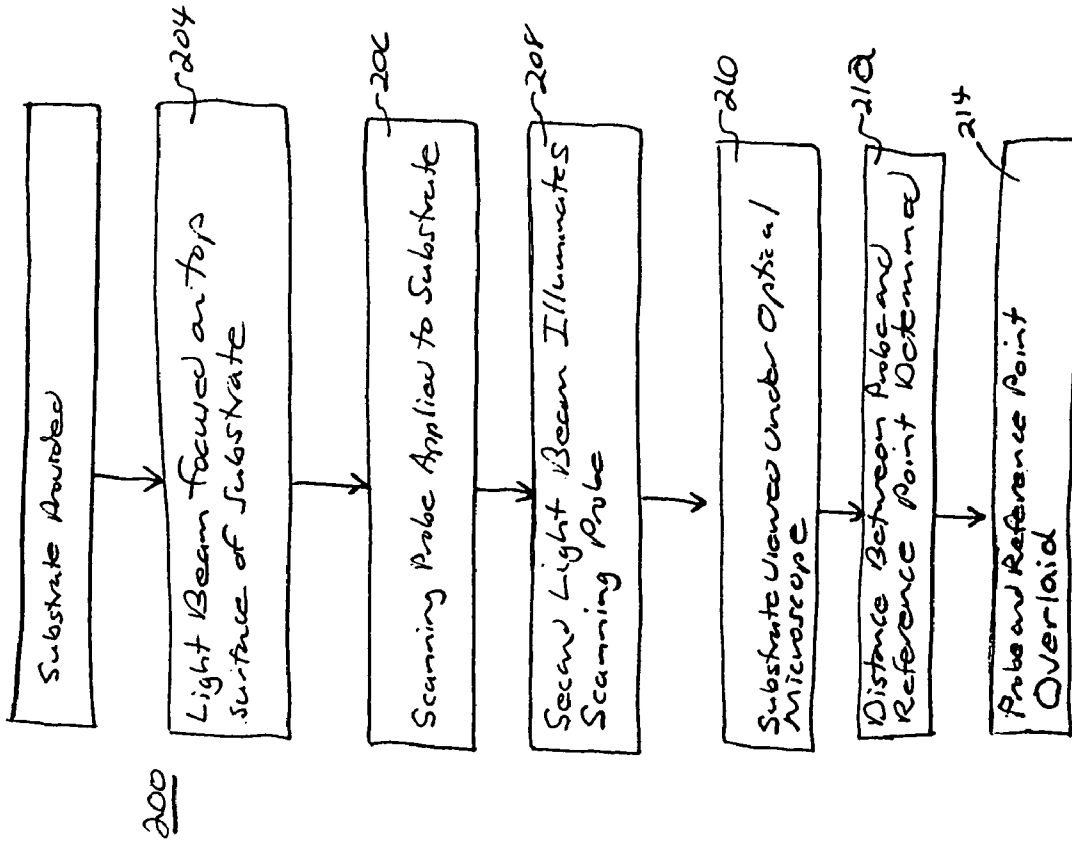 200
Substrate Provided
Light Beam focused on top
surface of substrate
204
Scanning Probe Applied to Substrate
206
Second Light Beam Illuminates
Scanning Probe
208
Substrate Viewed Under Optical
Microscope
210
Distance Between Probe and
Reference Point Determined
212
Probe and Reference Point
Overlaid
214